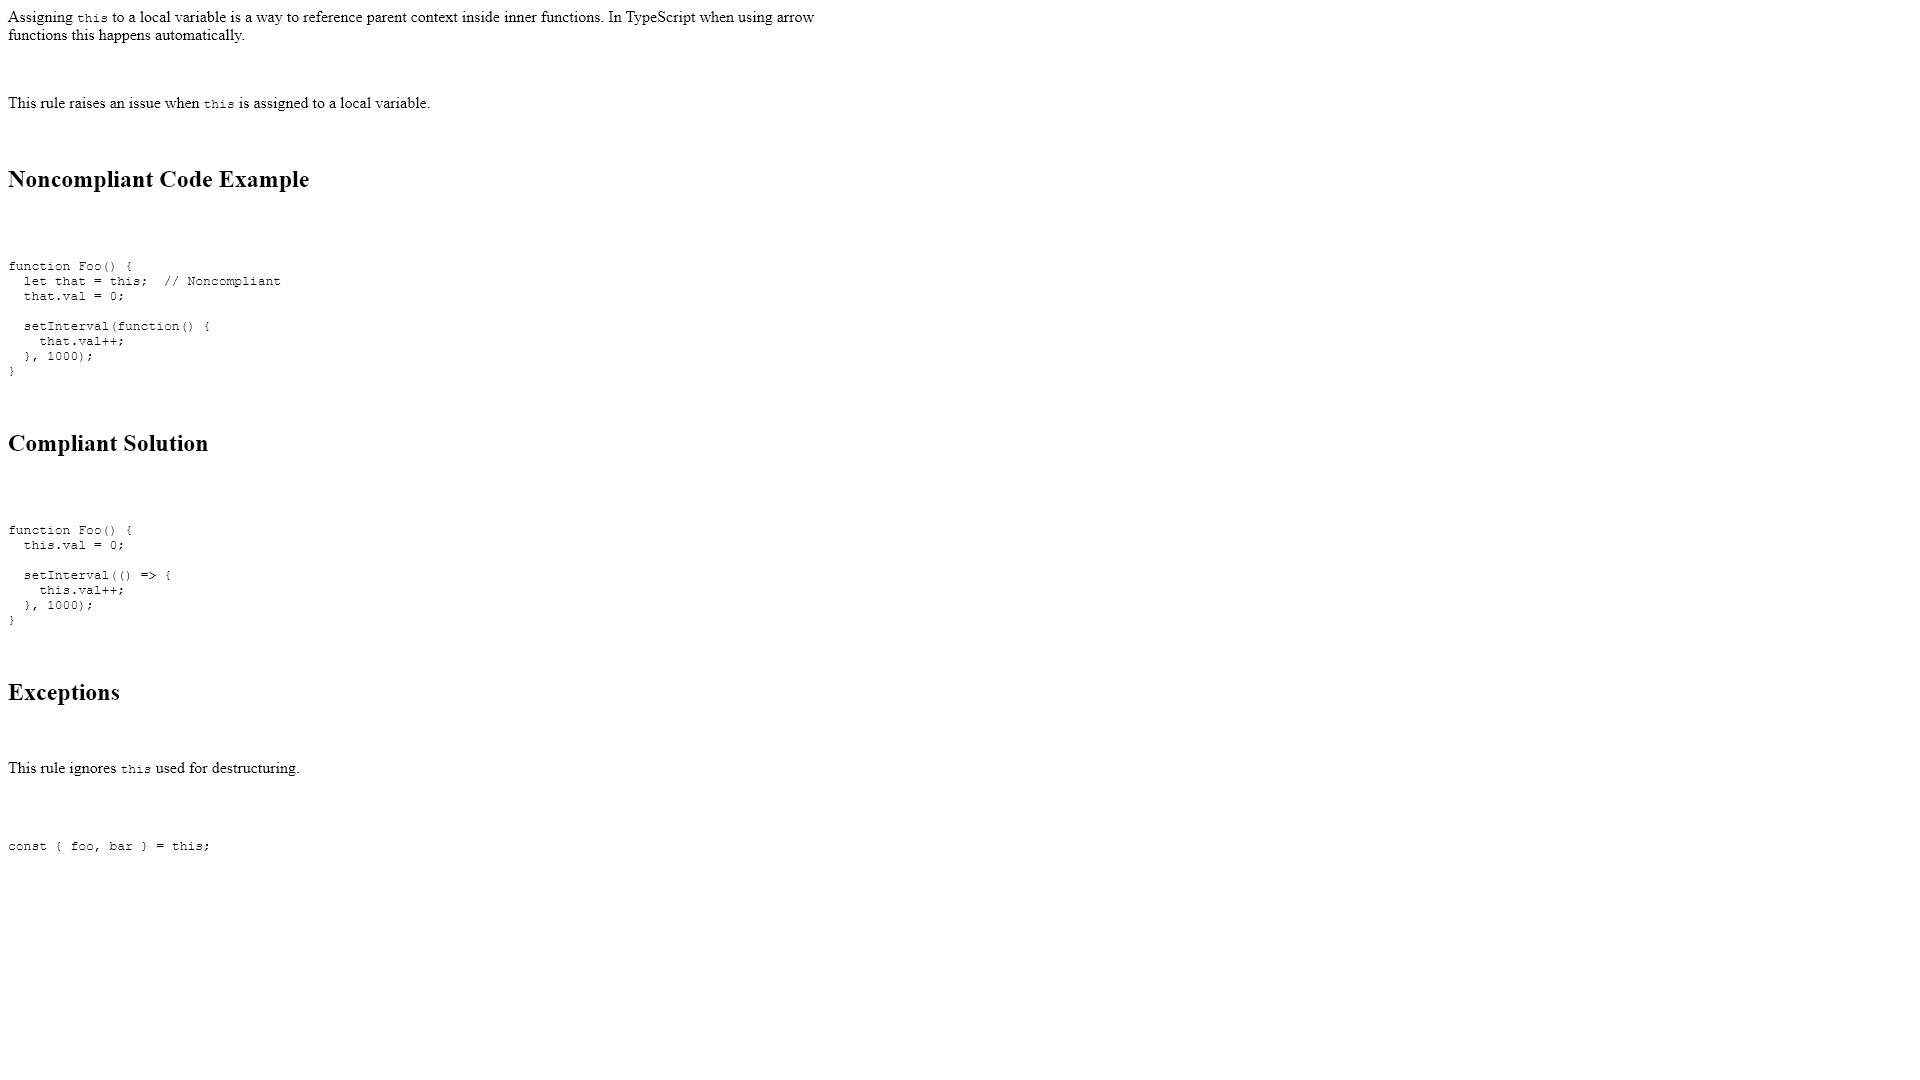 Assigning this to a local variable is a way to reference parent context inside inner functions. In TypeScript when using arrow
functions this happens automatically.
This rule raises an issue when this is assigned to a local variable.
Noncompliant Code Example
function Foo() {
  let that = this;  // Noncompliant
  that.val = 0;
  setInterval(function() {
    that.val++;
  }, 1000);
}
Compliant Solution
function Foo() {
  this.val = 0;
  setInterval(() => {
    this.val++;
  }, 1000);
}
Exceptions
This rule ignores this used for destructuring.
const { foo, bar } = this;